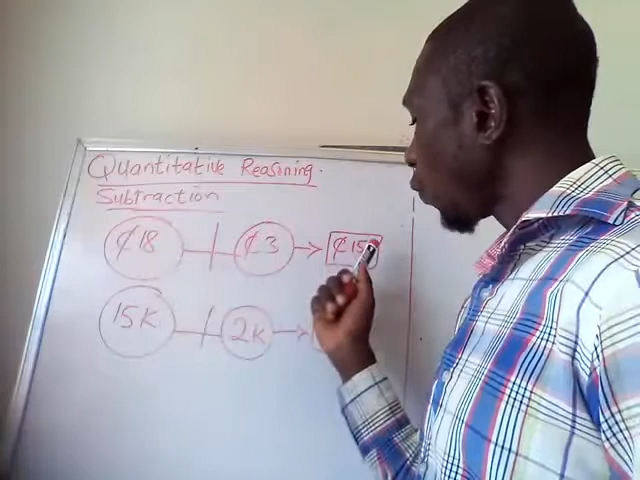 Quantitative Reasoning.
Subtraction
₵18 ₵3 → ₵15
15K 2K →